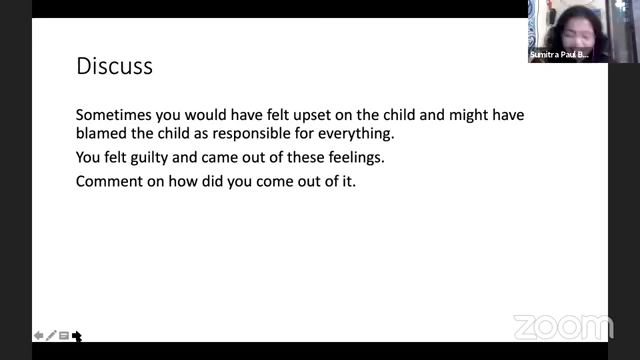 Sumitra Paul B...
Discuss
Sometimes you would have felt upset on the child and might have
blamed the child as responsible for everything.
You felt guilty and came out of these feelings.
Comment on how did you come out of it.
zoom